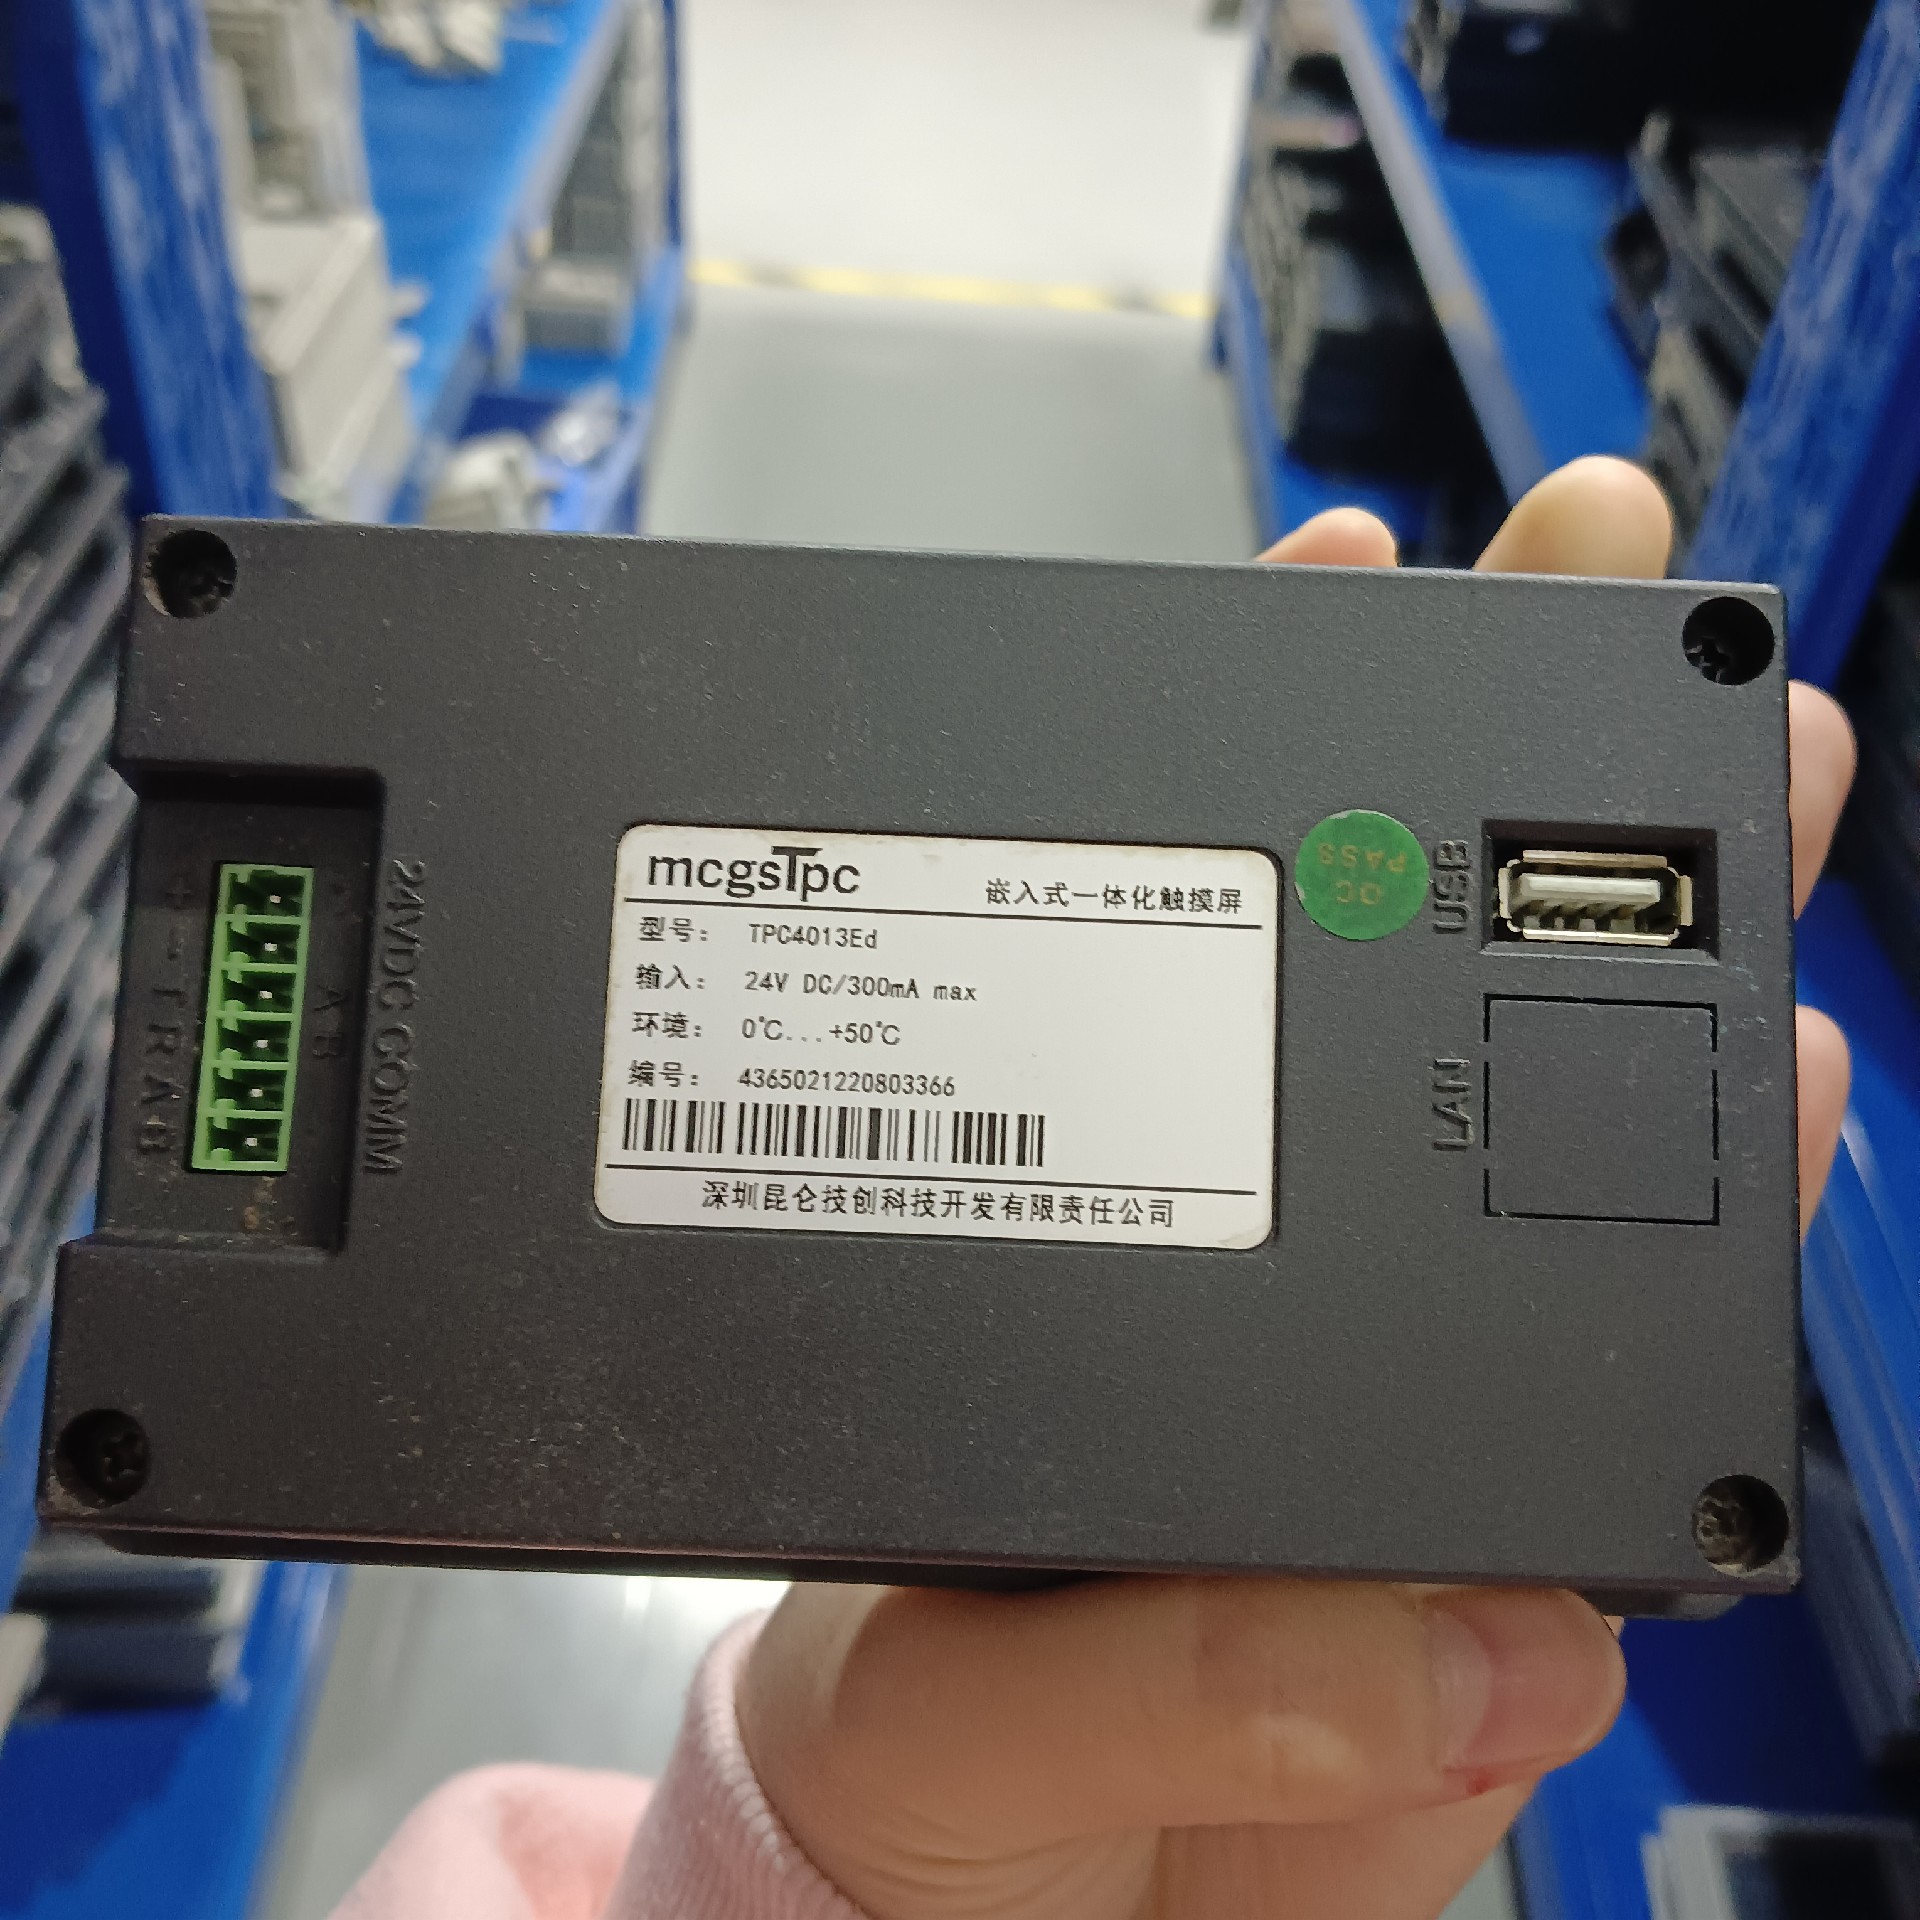 mcgsTpc
嵌入式一体化触摸屏
型号: TPC4013Ed
输入: 24V DC/300mA max
环境: 0℃...+50℃
编号: 4365021220803366
深圳昆仑技创科技开发有限责任公司
QC
PASS
USB
LAN
24VDC COMM
A B
+ - T R A B